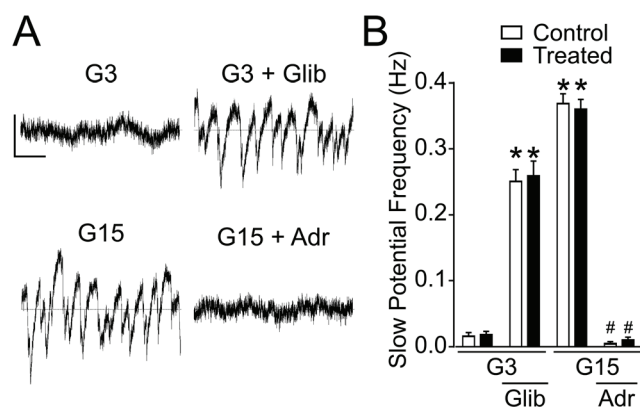 A
G3
G3 + Glib
G15
G15 + Adr
B
Control
Treated
Slow Potential Frequency (Hz)
0.4
0.3
0.2
0.1
0.0
* *
* *
# #
G3
G15
Glib
Adr